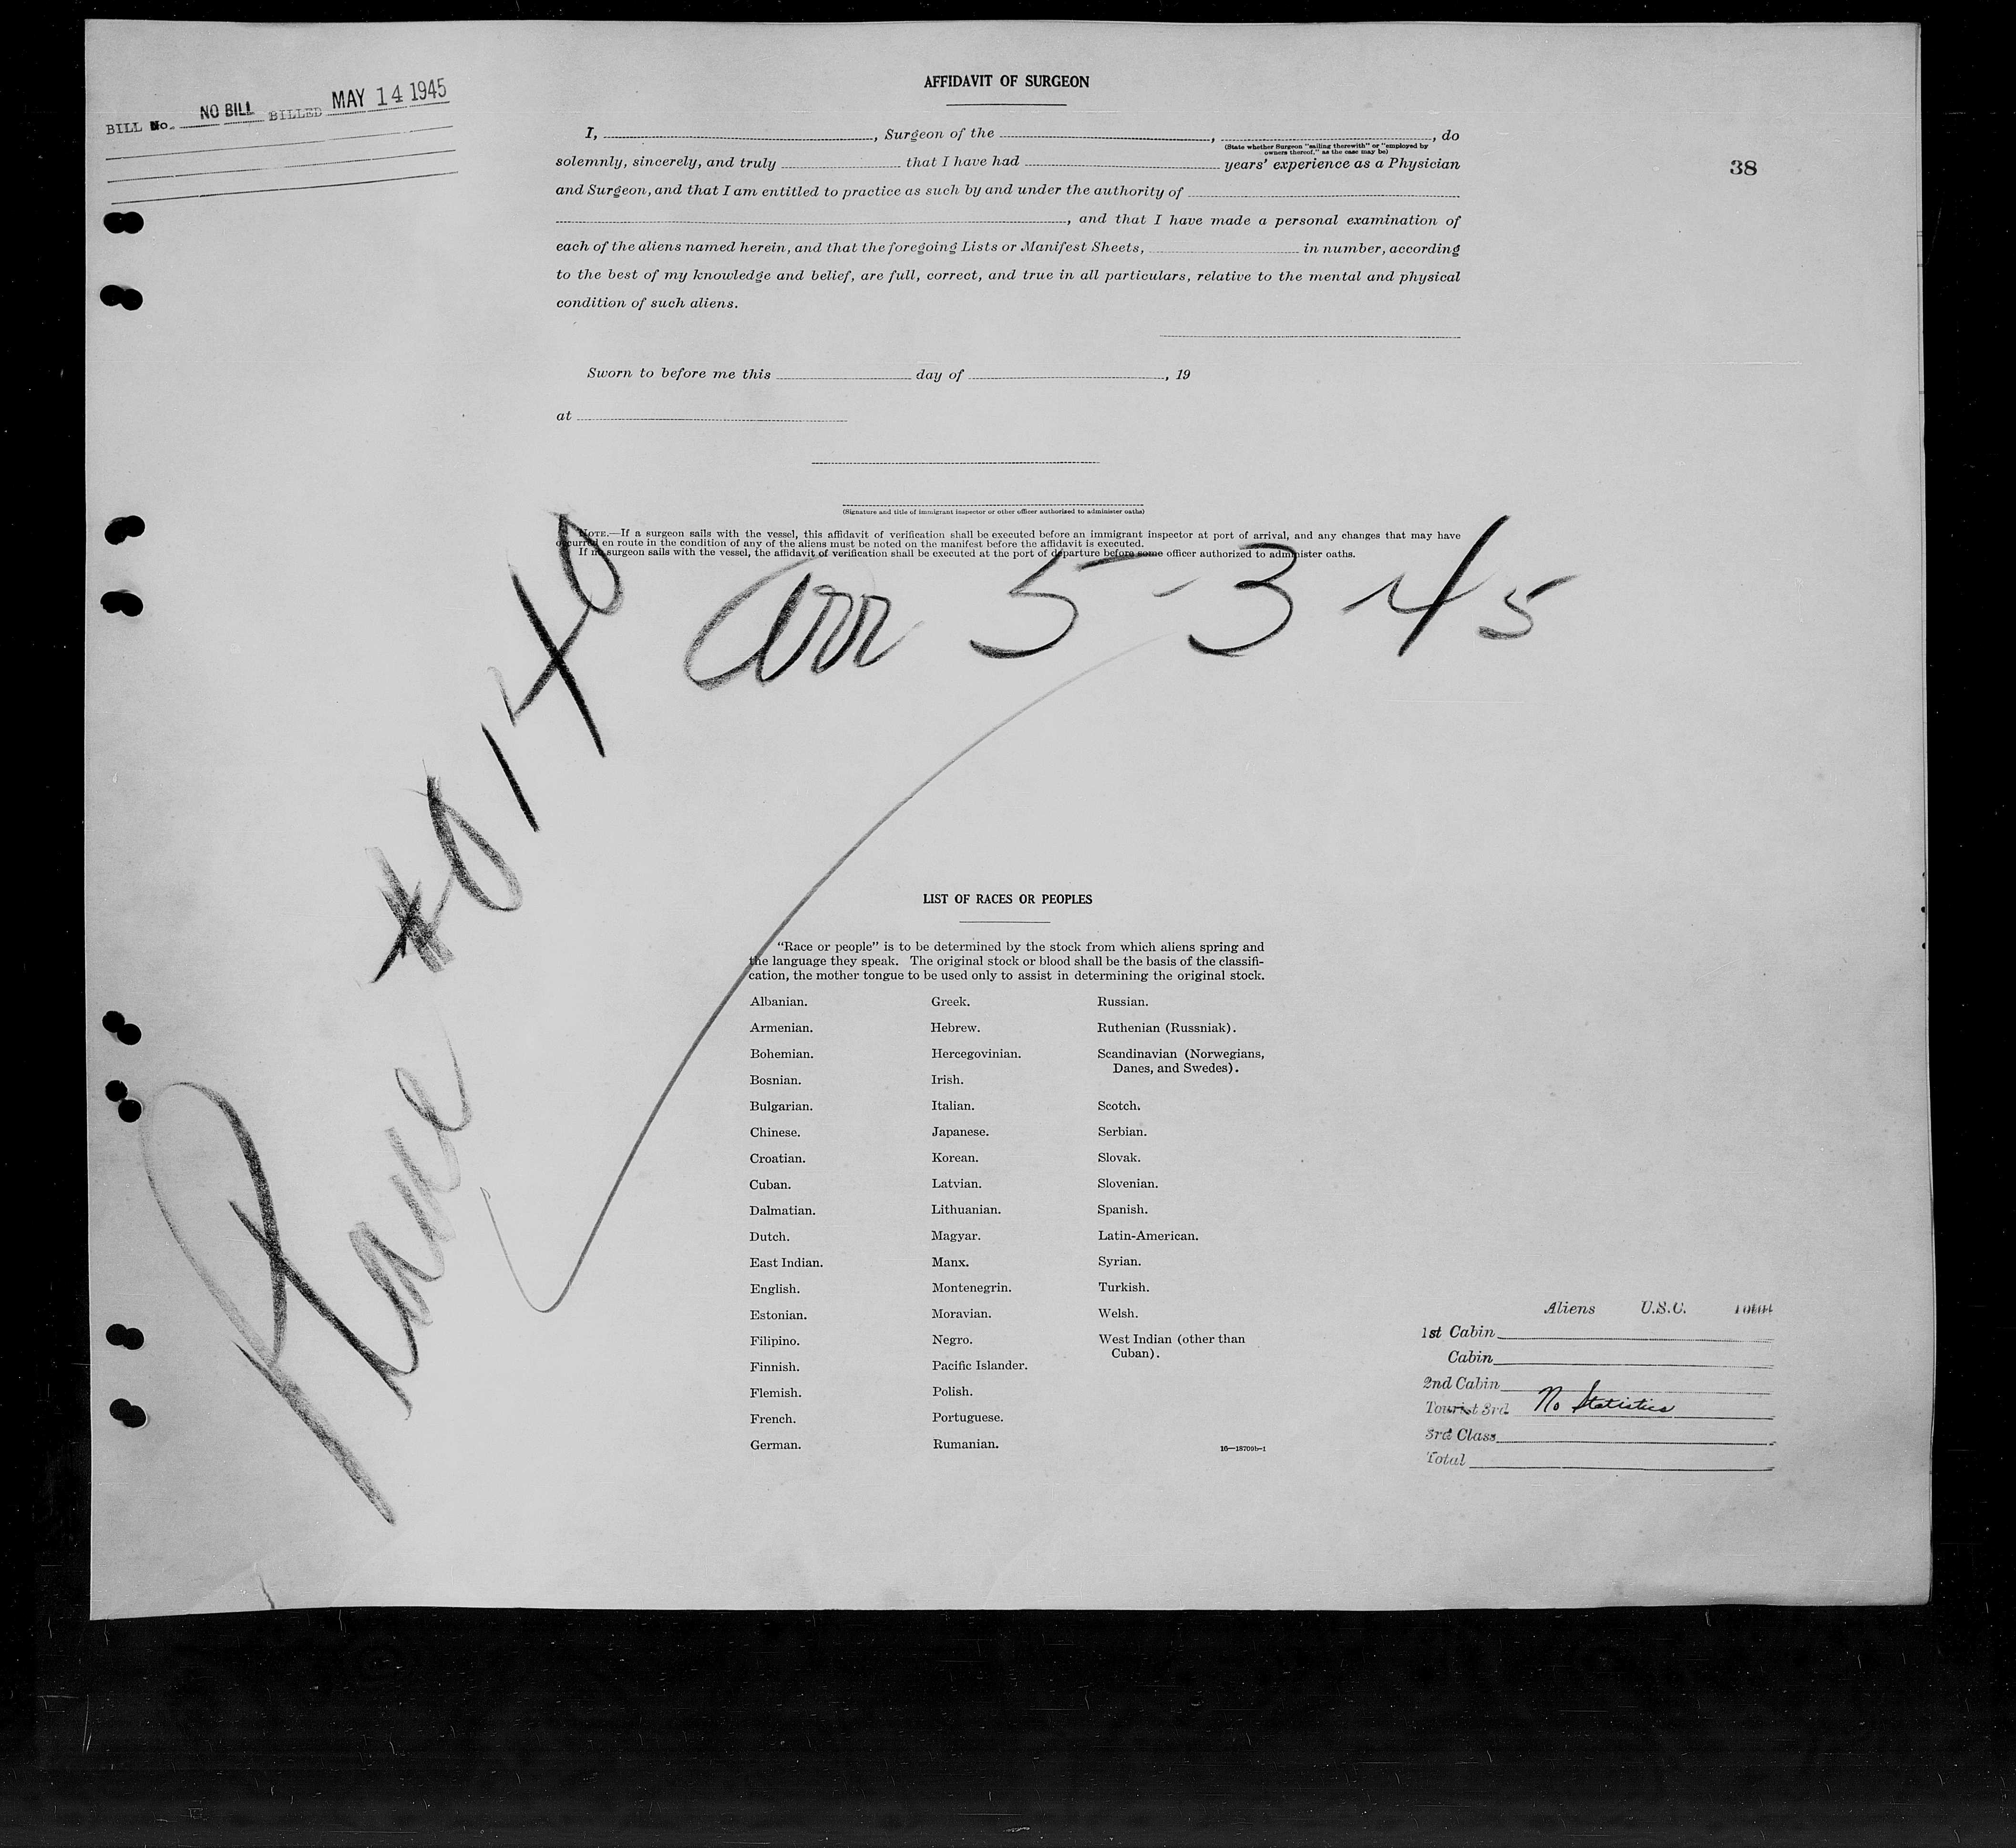 BILL No. NO BILL BILLED MAY 14 1945
38
AFFIDAVIT OF SURGEON
I, , Surgeon of the , , do
(State whether Surgeon "sailing therewith" or "employed by
owners thereof," as the case may be)
solemnly, sincerely, and truly that I have had years' experience as a Physician
and Surgeon, and that I am entitled to practice as such by and under the authority of
, and that I have made a personal examination of
each of the aliens named herein, and that the foregoing Lists or Manifest Sheets, in number, according
to the best of my knowledge and belief, are full, correct, and true in all particulars, relative to the mental and physical
condition of such aliens.
Sworn to before me this day of , 19
at
(Signature and title of immigrant inspector or other officer authorized to administer oaths)
NOTE.—If a surgeon sails with the vessel, this affidavit of verification shall be executed before an immigrant inspector at port of arrival, and any changes that may have
occurred en route in the condition of any of the aliens must be noted on the manifest before the affidavit is executed.
If no surgeon sails with the vessel, the affidavit of verification shall be executed at the port of departure before some officer authorized to administer oaths.
Arr 5-3-45
Plane #0140
LIST OF RACES OR PEOPLES
"Race or people" is to be determined by the stock from which aliens spring and
the language they speak. The original stock or blood shall be the basis of the classifi-
cation, the mother tongue to be used only to assist in determining the original stock.
Albanian.
Armenian.
Bohemian.
Bosnian.
Bulgarian.
Chinese.
Croatian.
Cuban.
Dalmatian.
Dutch.
East Indian.
English.
Estonian.
Filipino.
Finnish.
Flemish.
French.
German.
Greek.
Hebrew.
Hercegovinian.
Irish.
Italian.
Japanese.
Korean.
Latvian.
Lithuanian.
Magyar.
Manx.
Montenegrin.
Moravian.
Negro.
Pacific Islander.
Polish.
Portuguese.
Rumanian.
Russian.
Ruthenian (Russniak).
Scandinavian (Norwegians,
Danes, and Swedes).
Scotch.
Serbian.
Slovak.
Slovenian.
Spanish.
Latin-American.
Syrian.
Turkish.
Welsh.
West Indian (other than
Cuban).
16—18709b-1
Aliens U.S.C. Total
1st Cabin
Cabin
2nd Cabin
Tourist 3rd No Statistics
3rd Class
Total